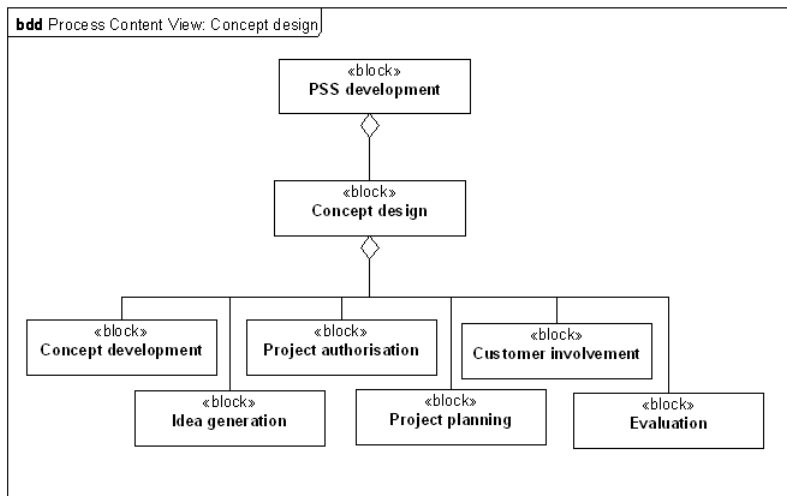 bdd Process Content View: Concept design
«block»
PSS development
«block»
Concept design
«block»
Concept development
«block»
Project authorisation
«block»
Customer involvement
«block»
Idea generation
«block»
Project planning
«block»
Evaluation